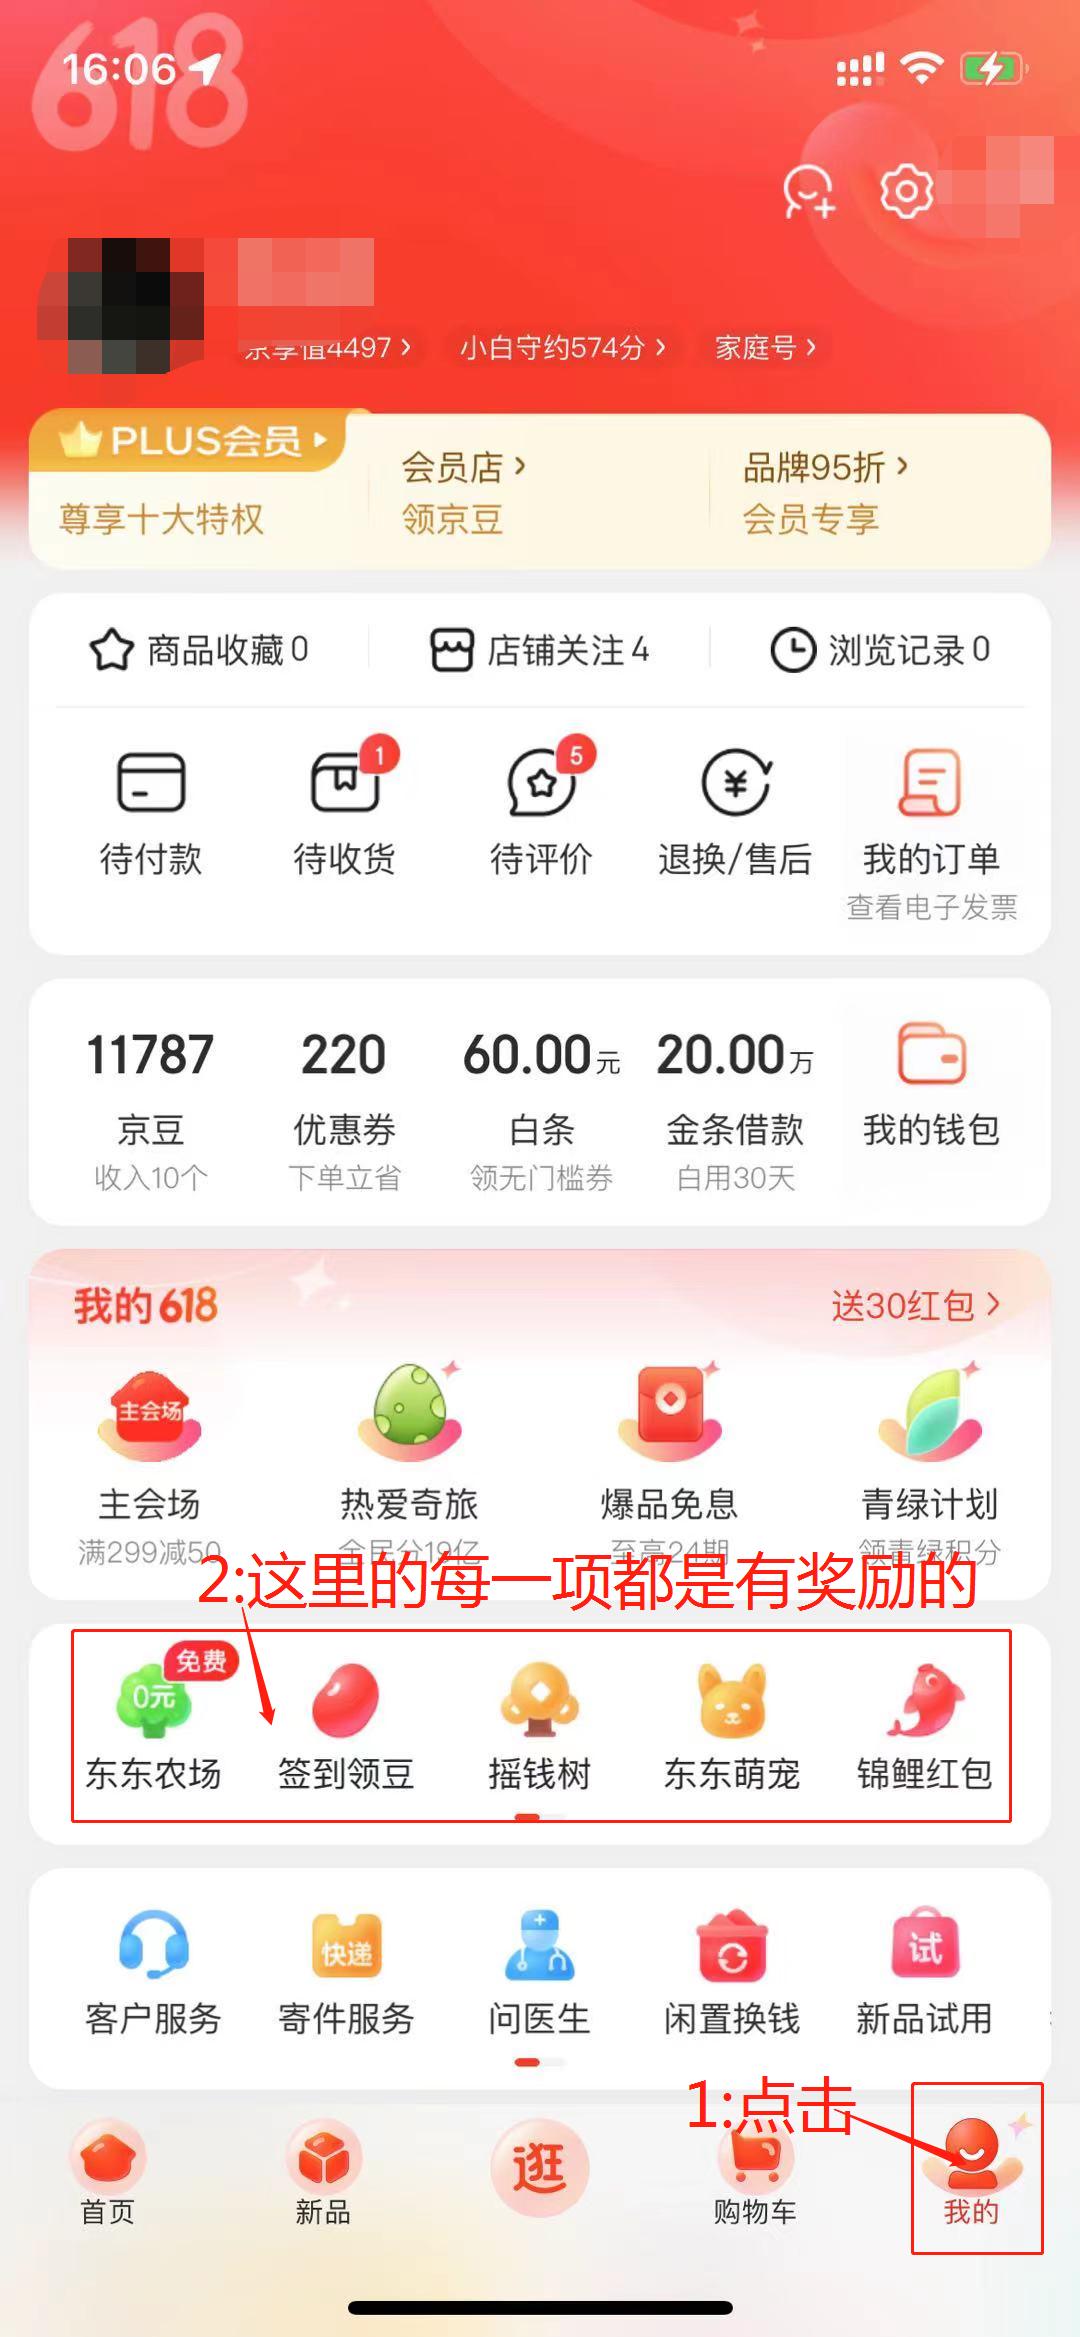 618
16:06
京享值4497 >
小白守约574分 >
家庭号 >
PLUS会员
尊享十大特权
会员店 >
领京豆
品牌95折 >
会员专享
商品收藏 0
店铺关注 4
浏览记录 0
1
5
待付款
待收货
待评价
退换/售后
我的订单
查看电子发票
11787
220
60.00元
20.00万
京豆
优惠券
白条
金条借款
我的钱包
收入10个
下单立省
领无门槛券
白用30天
我的618
送30红包 >
主会场
主会场
热爱奇旅
爆品免息
青绿计划
满299减50
全民分19亿
至高24期
领青绿积分
2:这里的每一项都是有奖励的
免费
0元
东东农场
签到领豆
摇钱树
东东萌宠
锦鲤红包
快递
试
客户服务
寄件服务
问医生
闲置换钱
新品试用
1:点击
逛
首页
新品
购物车
我的